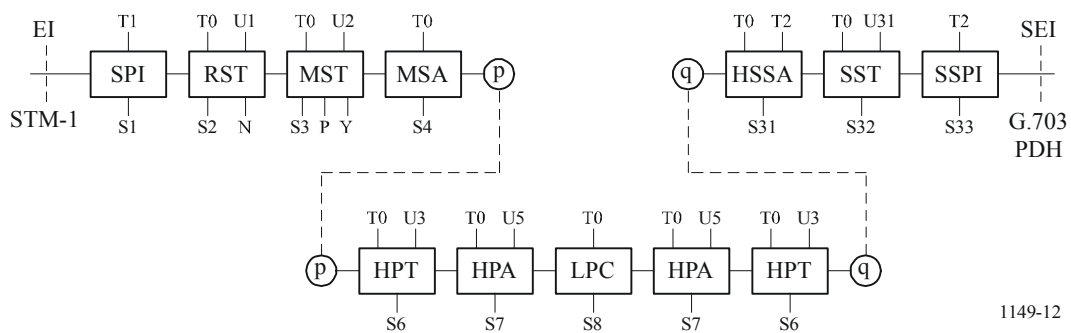 EI T1 T0 U1 T0 U2 T0 T0 T2 T0 U31 T2 SEI
SPI RST MST MSA p q HSSA SST SSPI
STM-1 S1 S2 N S3 P Y S4 S31 S32 S33 G.703
PDH
T0 U3 T0 U5 T0 T0 U5 T0 U3
p HPT HPA LPC HPA HPT q
S6 S7 S8 S7 S6
1149-12